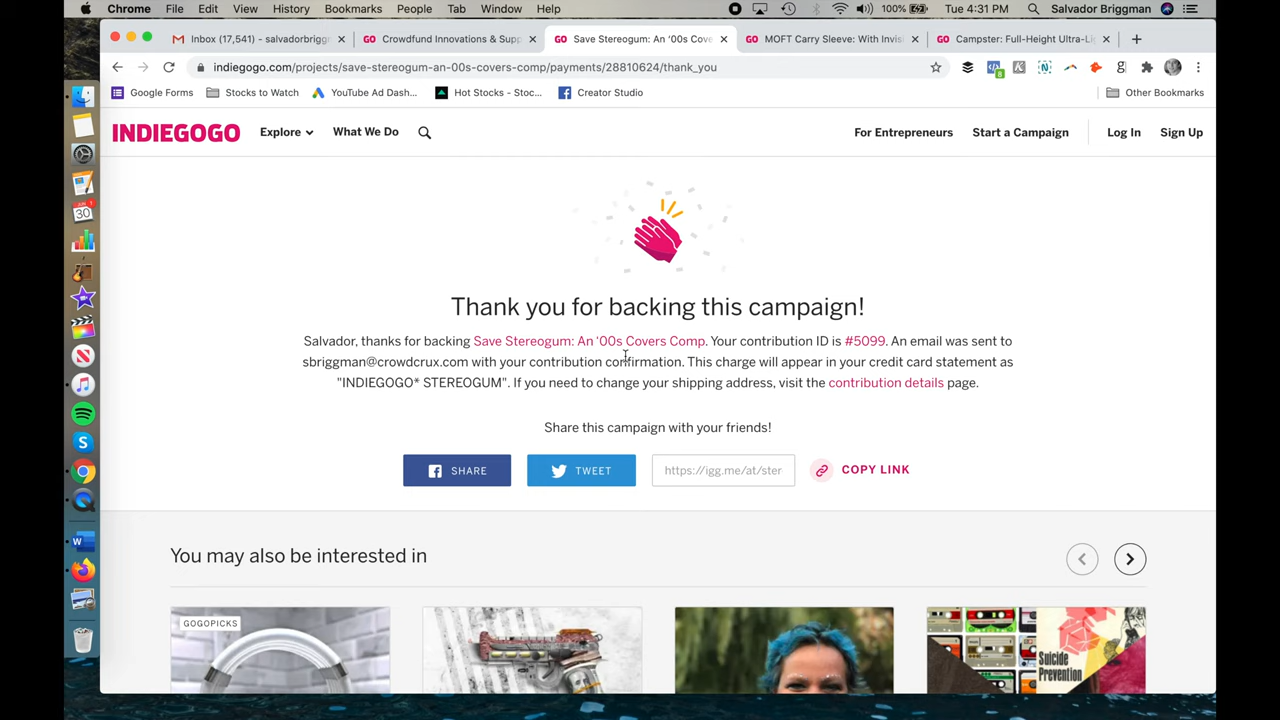 Chrome File Edit View History Bookmarks People Tab Window Help 100% Tue 4:31 PM Salvador Briggman
Inbox (17,541) - salvadorbriggm
Crowdfund Innovations & Supp
Save Stereogum: An '00s Cove
MOFT Carry Sleeve: With Invis
Campster: Full-Height Ultra-Li
indiegogo.com/projects/save-stereogum-an-00s-covers-comp/payments/28810624/thank_you
Google Forms Stocks to Watch YouTube Ad Dash... Hot Stocks - Stoc... Creator Studio Other Bookmarks
INDIEGOGO Explore What We Do For Entrepreneurs Start a Campaign Log In Sign Up
Thank you for backing this campaign!
Salvador, thanks for backing Save Stereogum: An '00s Covers Comp. Your contribution ID is #5099. An email was sent to
sbriggman@crowdcrux.com with your contribution confirmation. This charge will appear in your credit card statement as
"INDIEGOGO* STEREOGUM". If you need to change your shipping address, visit the contribution details page.
Share this campaign with your friends!
SHARE TWEET https://igg.me/at/ster COPY LINK
You may also be interested in
GOGOPICKS
Suicide
Prevention